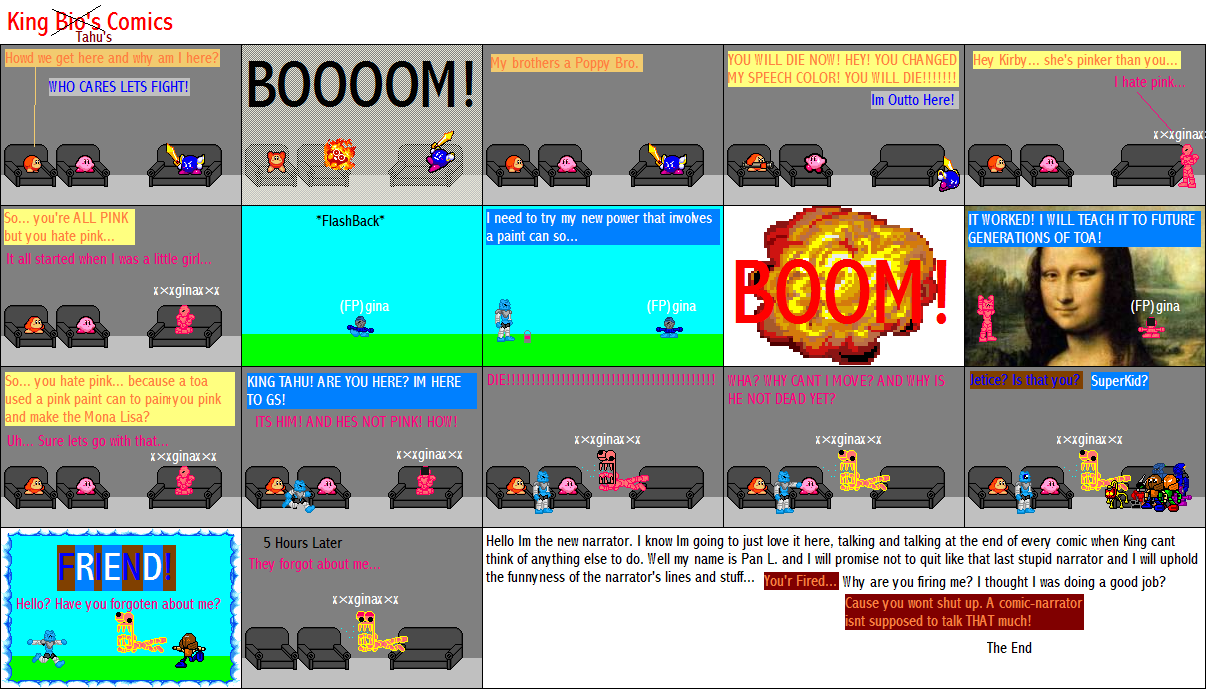 King Bio's Comics
Tahu's
Howd we get here and why am I here?
WHO CARES LETS FIGHT!
BOOOOM!
My brothers a Poppy Bro.
YOU WILL DIE NOW! HEY! YOU CHANGED
MY SPEECH COLOR! YOU WILL DIE!!!!!!!
Im Outto Here!
Hey Kirby... she's pinker than you...
I hate pink...
x×xginax×
So... you're ALL PINK
but you hate pink...
It all started when I was a little girl...
x×xginax×x
*FlashBack*
(FP)gina
I need to try my new power that involves
a paint can so...
(FP)gina
BOOM!
IT WORKED! I WILL TEACH IT TO FUTURE
GENERATIONS OF TOA!
(FP)gina
So... you hate pink... because a toa
used a pink paint can to paimyou pink
and make the Mona Lisa?
Uh... Sure lets go with that...
x×xginax×x
KING TAHU! ARE YOU HERE? IM HERE
TO GS!
ITS HIM! AND HES NOT PINK! HOW!
x×xginax×x
DIE!!!!!!!!!!!!!!!!!!!!!!!!!!!!!!!!!!!!!!!!!!
x×xginax×x
WHA? WHY CANT I MOVE? AND WHY IS
HE NOT DEAD YET?
x×xginax×x
Jetice? Is that you?
SuperKid?
x×xginax×x
FRIEND!
Hello? Have you forgoten about me?
5 Hours Later
They forgot about me...
x×xginax×x
Hello Im the new narrator. I know Im going to just love it here, talking and talking at the end of every comic when King cant
think of anything else to do. Well my name is Pan L. and I will promise not to quit like that last stupid narrator and I will uphold
the funnyness of the narrator's lines and stuff... You'r Fired... Why are you firing me? I thought I was doing a good job?
Cause you wont shut up. A comic-narrator
isnt supposed to talk THAT much!
The End